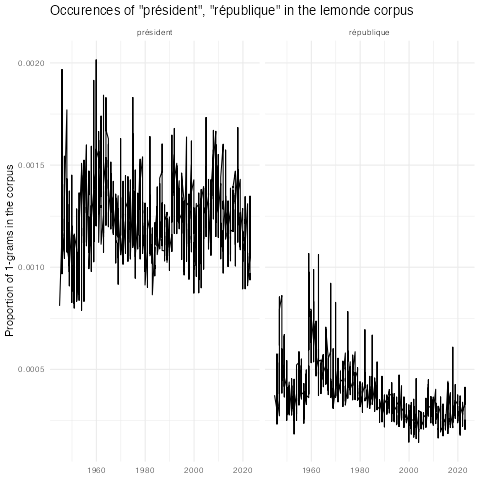 Occurences of "président", "république" in the lemonde corpus
président
république
Proportion of 1-grams in the corpus
0.0020
0.0015
0.0010
0.0005
1960 1980 2000 2020
1960 1980 2000 2020